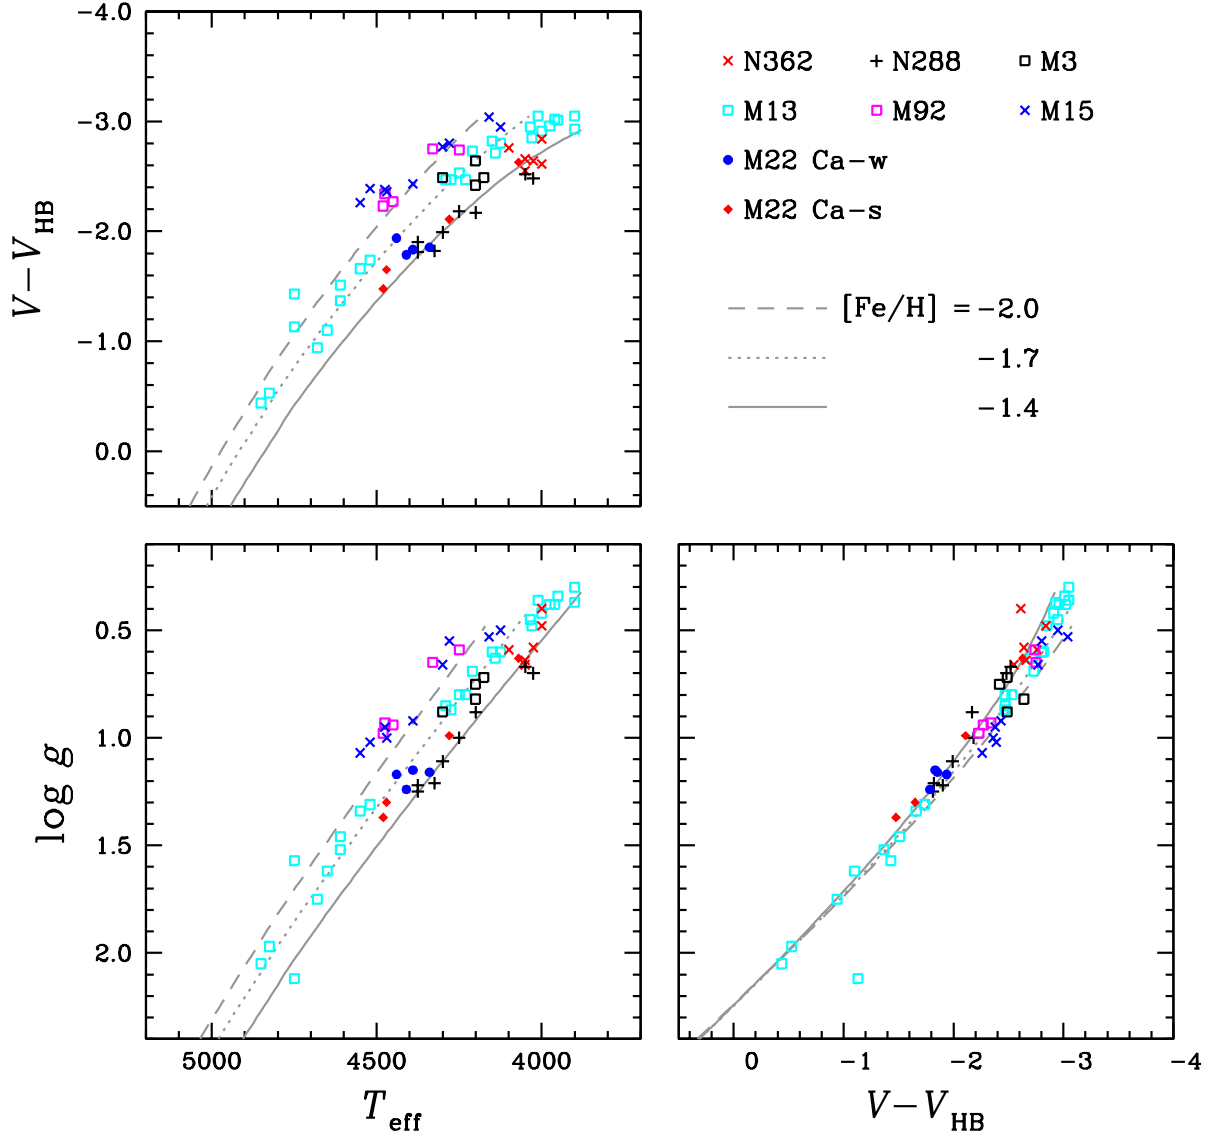 −4.0
−3.0
−2.0
−1.0
0.0
V−V_HB
× N362 + N288 □ M3
□ M13 □ M92 × M15
● M22 Ca−w
◆ M22 Ca−s
[Fe/H] = −2.0
−1.7
−1.4
0.5
1.0
1.5
2.0
log g
5000 4500 4000
T_eff
0 −1 −2 −3 −4
V−V_HB